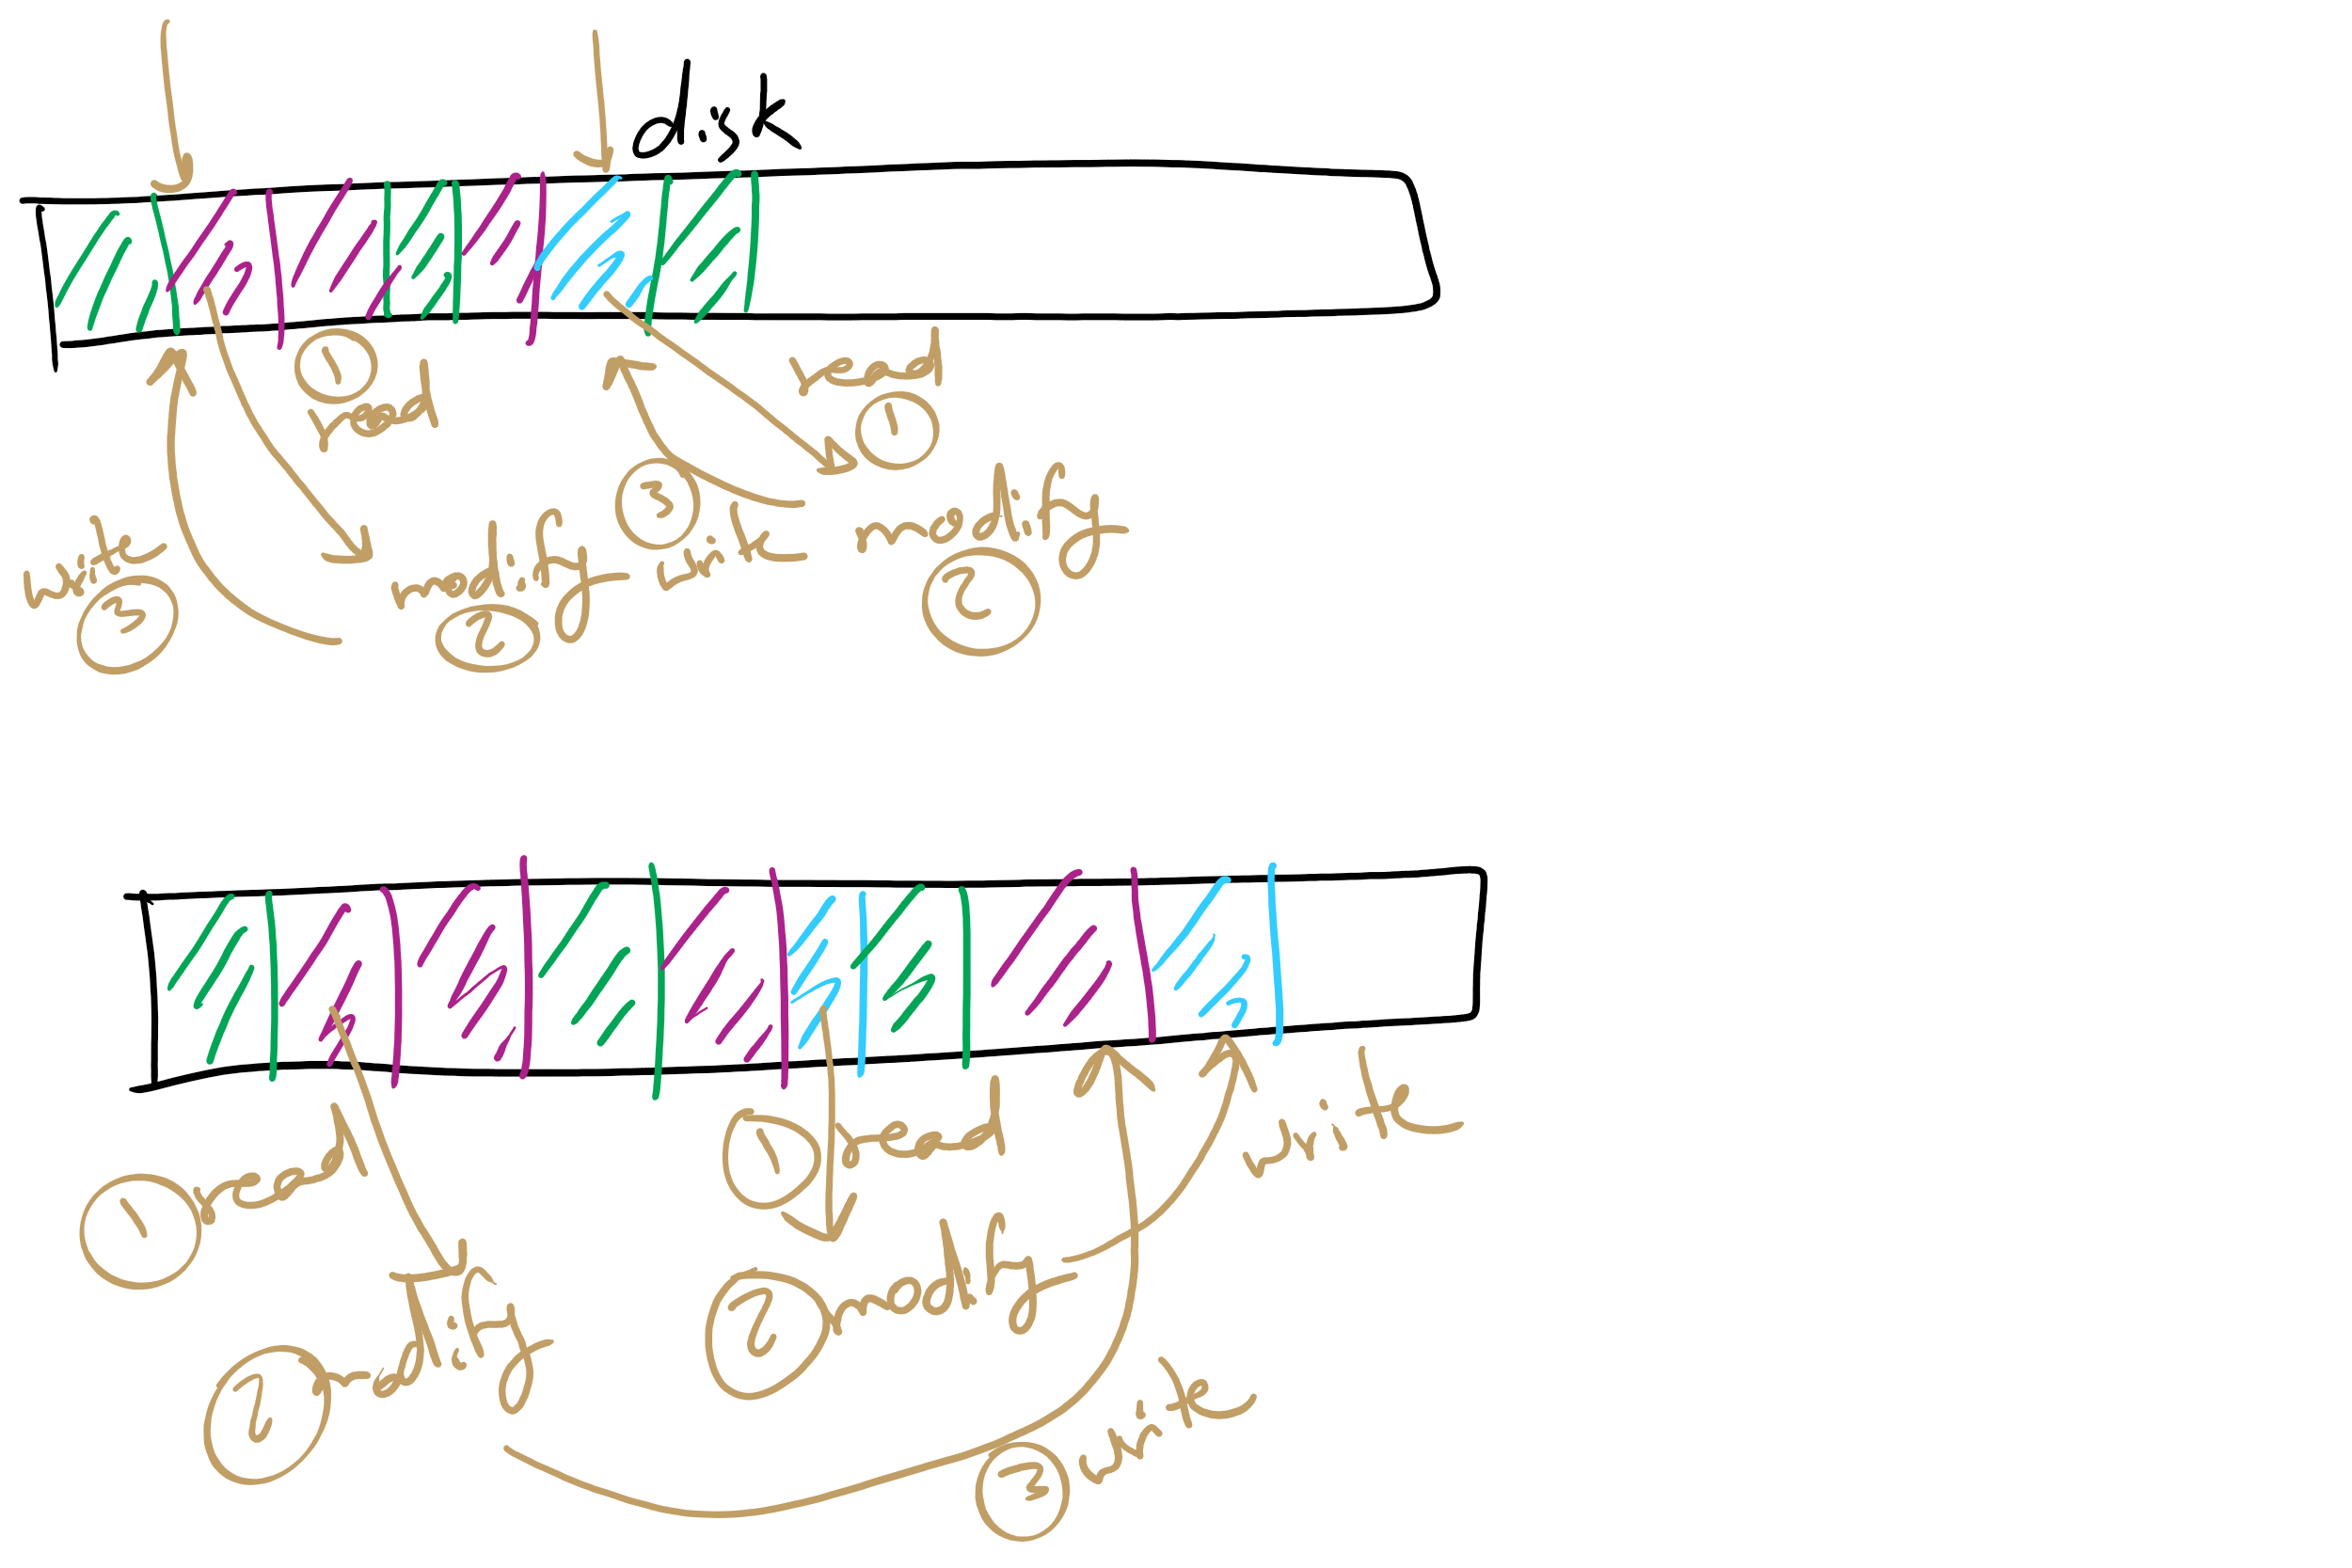 disk
① read
read
①
write
③
modify
②
③
write
modify
②
① read
② modify
① read
② modify
write
③ write